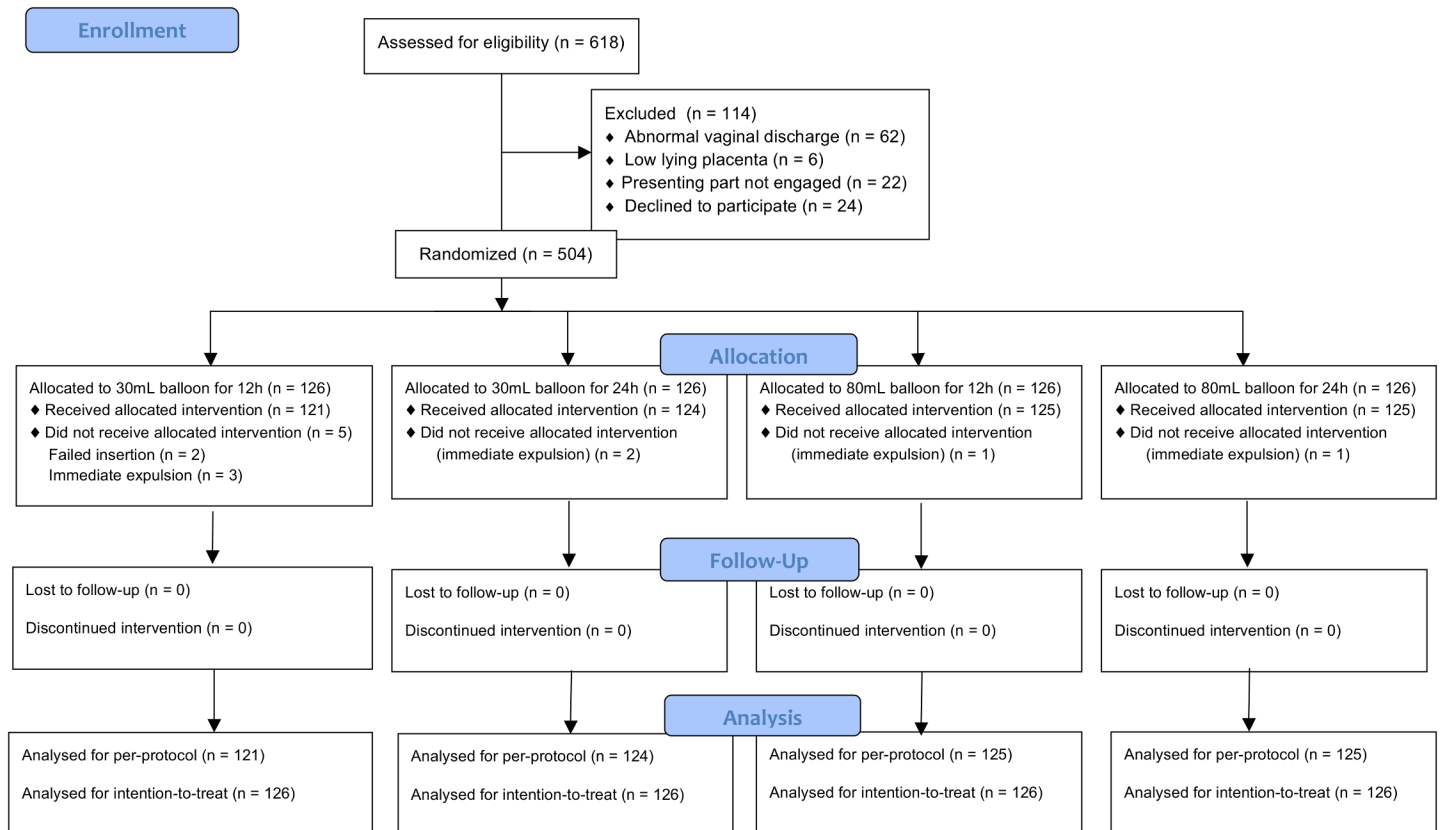 Enrollment
Assessed for eligibility (n = 618)
Excluded (n = 114)
♦ Abnormal vaginal discharge (n = 62)
♦ Low lying placenta (n = 6)
♦ Presenting part not engaged (n = 22)
♦ Declined to participate (n = 24)
Randomized (n = 504)
Allocation
Allocated to 30mL balloon for 12h (n = 126)
♦ Received allocated intervention (n = 121)
♦ Did not receive allocated intervention (n = 5)
Failed insertion (n = 2)
Immediate expulsion (n = 3)
Allocated to 30mL balloon for 24h (n = 126)
♦ Received allocated intervention (n = 124)
♦ Did not receive allocated intervention
(immediate expulsion) (n = 2)
Allocated to 80mL balloon for 12h (n = 126)
♦ Received allocated intervention (n = 125)
♦ Did not receive allocated intervention
(immediate expulsion) (n = 1)
Allocated to 80mL balloon for 24h (n = 126)
♦ Received allocated intervention (n = 125)
♦ Did not receive allocated intervention
(immediate expulsion) (n = 1)
Follow-Up
Lost to follow-up (n = 0)
Discontinued intervention (n = 0)
Lost to follow-up (n = 0)
Discontinued intervention (n = 0)
Lost to follow-up (n = 0)
Discontinued intervention (n = 0)
Lost to follow-up (n = 0)
Discontinued intervention (n = 0)
Analysis
Analysed for per-protocol (n = 121)
Analysed for intention-to-treat (n = 126)
Analysed for per-protocol (n = 124)
Analysed for intention-to-treat (n = 126)
Analysed for per-protocol (n = 125)
Analysed for intention-to-treat (n = 126)
Analysed for per-protocol (n = 125)
Analysed for intention-to-treat (n = 126)